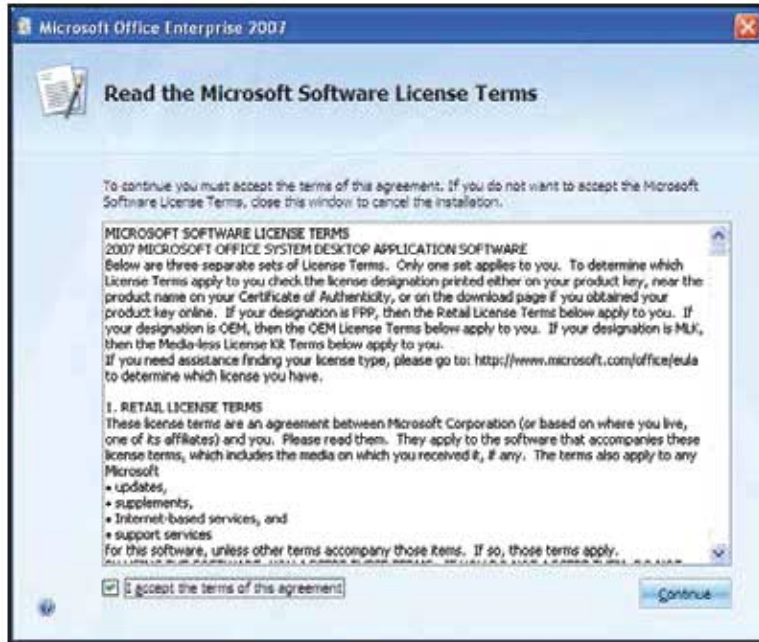 Microsoft Office Enterprise 2007
Read the Microsoft Software License Terms
To continue you must accept the terms of this agreement. If you do not want to accept the Microsoft
Software License Terms, close this window to cancel the installation.
MICROSOFT SOFTWARE LICENSE TERMS
2007 MICROSOFT OFFICE SYSTEM DESKTOP APPLICATION SOFTWARE
Below are three separate sets of License Terms. Only one set applies to you. To determine which
License Terms apply to you check the license designation printed either on your product key, near the
product name on your Certificate of Authenticity, or on the download page if you obtained your
product key online. If your designation is FPP, then the Retail License Terms below apply to you. If
your designation is OEM, then the OEM License Terms below apply to you. If your designation is MLK,
then the Media-less License Kit Terms below apply to you.
If you need assistance finding your license type, please go to: http://www.microsoft.com/office/eula
to determine which license you have.
1. RETAIL LICENSE TERMS
These license terms are an agreement between Microsoft Corporation (or based on where you live,
one of its affiliates) and you. Please read them. They apply to the software that accompanies these
license terms, which includes the media on which you received it, if any. The terms also apply to any
Microsoft
• updates,
• supplements,
• Internet-based services, and
• support services
for this software, unless other terms accompany those items. If so, those terms apply.
I accept the terms of this agreement
Continue